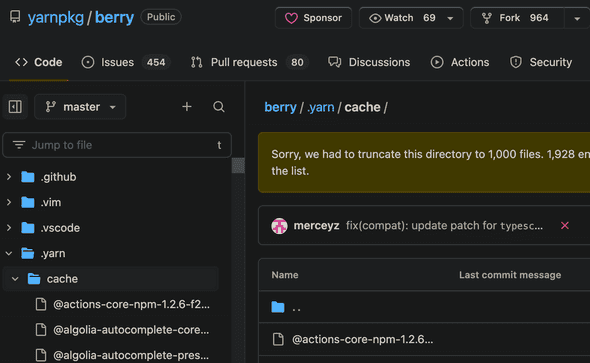 yarnpkg / berry Public
Sponsor
Watch 69
Fork 964
Code
Issues 454
Pull requests 80
Discussions
Actions
Security
master
Jump to file t
.github
.vim
.vscode
.yarn
cache
@actions-core-npm-1.2.6-f2...
@algolia-autocomplete-core...
@algolia-autocomplete-pres...
berry / .yarn / cache /
Sorry, we had to truncate this directory to 1,000 files. 1,928 en
the list.
merceyz fix(compat): update patch for typesc...
Name Last commit message
..
@actions-core-npm-1.2.6...